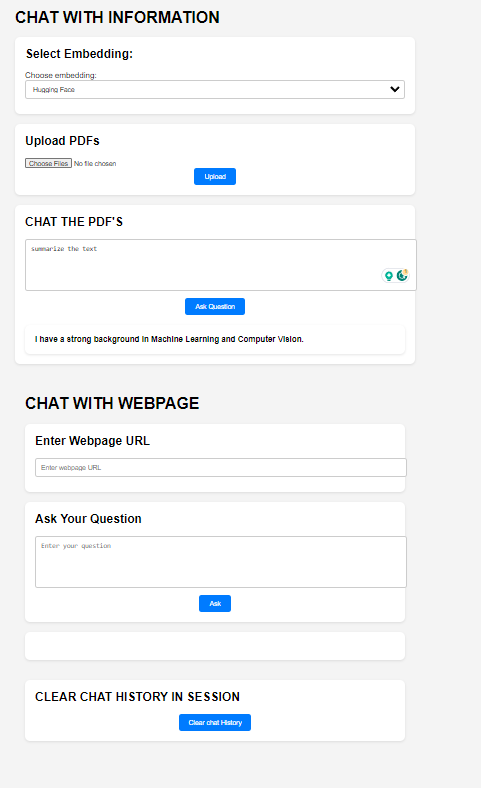 CHAT WITH INFORMATION
Select Embedding:
Choose embedding:
Hugging Face
Upload PDFs
Choose Files No file chosen
Upload
CHAT THE PDF'S
summarize the text
Ask Question
I have a strong background in Machine Learning and Computer Vision.
CHAT WITH WEBPAGE
Enter Webpage URL
Enter webpage URL
Ask Your Question
Enter your question
Ask
CLEAR CHAT HISTORY IN SESSION
Clear chat History